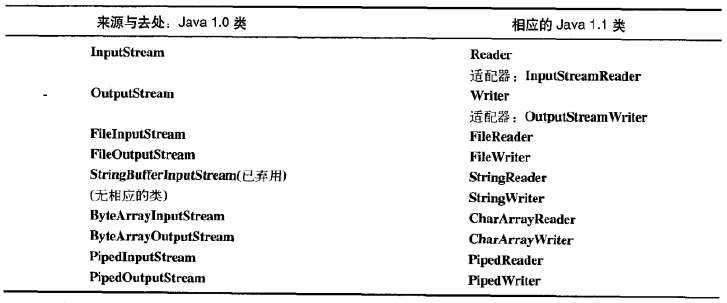 来源与去处：Java 1.0 类 相应的 Java 1.1 类
InputStream Reader
适配器：InputStreamReader
OutputStream Writer
适配器：OutputStreamWriter
FileInputStream FileReader
FileOutputStream FileWriter
StringBufferInputStream(已弃用) StringReader
(无相应的类) StringWriter
ByteArrayInputStream CharArrayReader
ByteArrayOutputStream CharArrayWriter
PipedInputStream PipedReader
PipedOutputStream PipedWriter